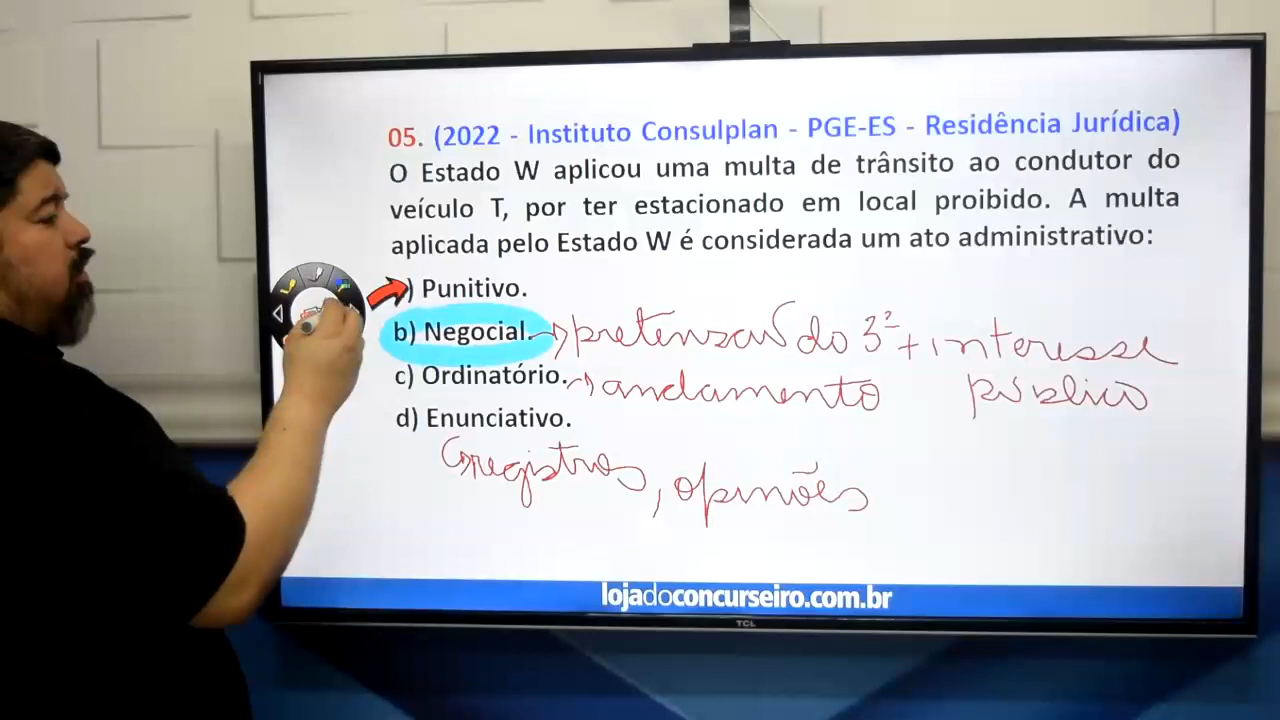 05. (2022 - Instituto Consulplan - PGE-ES - Residência Jurídica)
O Estado W aplicou uma multa de trânsito ao condutor do
veículo T, por ter estacionado em local proibido. A multa
aplicada pelo Estado W é considerada um ato administrativo:
) Punitivo.
b) Negocial. → pretensão do 3º + interesse
público
c) Ordinatório. → andamento
d) Enunciativo.
registros, opiniões
lojadoconcurseiro.com.br
TCL